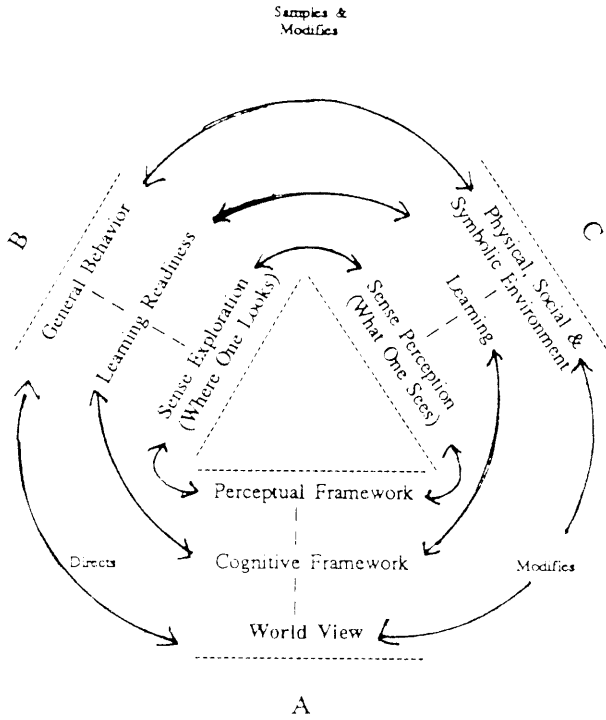 Samples &
Modifies
B
General Behavior
Learning Readiness
Sense Exploration
(Where One Looks)
Sense Perception
(What One Sees)
Learning
Physical, Social &
Symbolic Environment
C
Perceptual Framework
Cognitive Framework
World View
Directs
Modifies
A